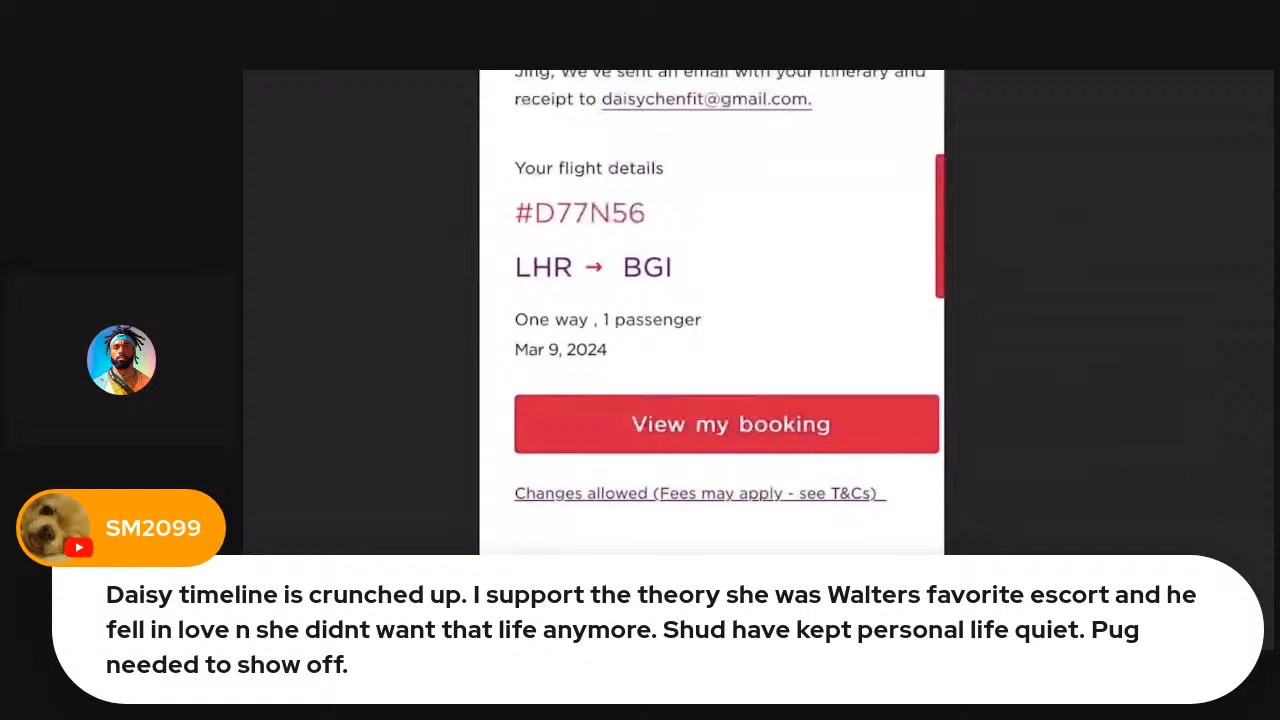 Jing, We've sent an email with your itinerary and
receipt to daisychenfit@gmail.com.
Your flight details
#D77N56
LHR → BGI
One way , 1 passenger
Mar 9, 2024
View my booking
Changes allowed (Fees may apply - see T&Cs)
SM2099
Daisy timeline is crunched up. I support the theory she was Walters favorite escort and he
fell in love n she didnt want that life anymore. Shud have kept personal life quiet. Pug
needed to show off.